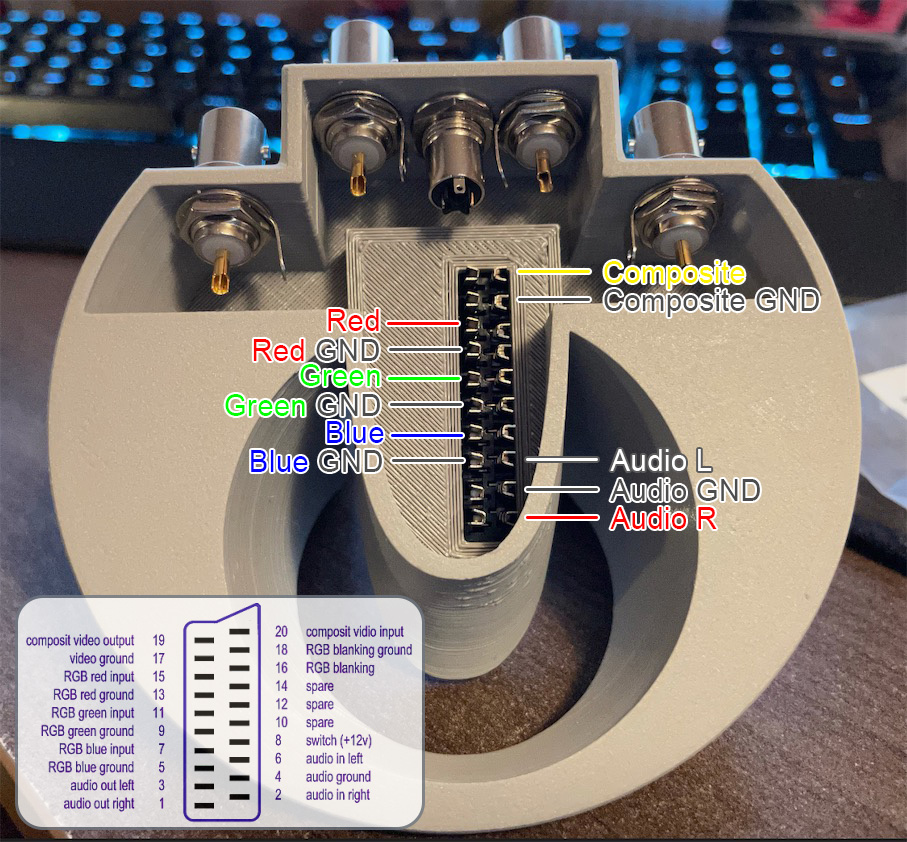 Composite
Composite GND
Red
Red GND
Green
Green GND
Blue
Blue GND
Audio L
Audio GND
Audio R
composit video output 19
video ground 17
RGB red input 15
RGB red ground 13
RGB green input 11
RGB green ground 9
RGB blue input 7
RGB blue ground 5
audio out left 3
audio out right 1
20 composit vidio input
18 RGB blanking ground
16 RGB blanking
14 spare
12 spare
10 spare
8 switch (+12v)
6 audio in left
4 audio ground
2 audio in right